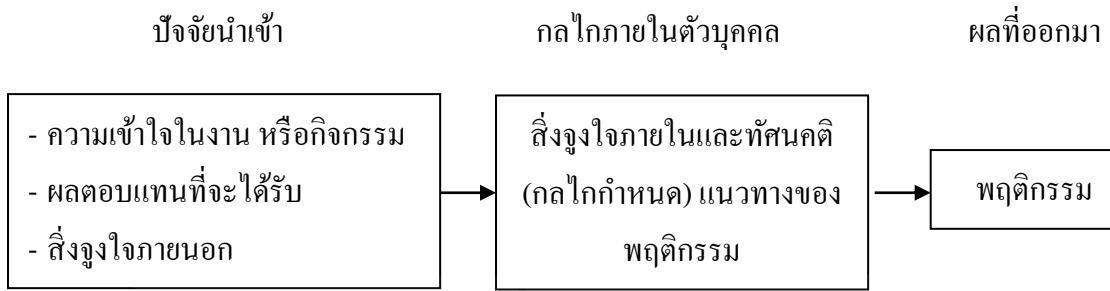 ปัจจัยนำเข้า
กลไกภายในตัวบุคคล
ผลที่ออกมา
- ความเข้าใจในงาน หรือกิจกรรม
- ผลตอบแทนที่จะได้รับ
- สิ่งจูงใจภายนอก
สิ่งจูงใจภายในและทัศนคติ
(กลไกกำหนด) แนวทางของ
พฤติกรรม
พฤติกรรม